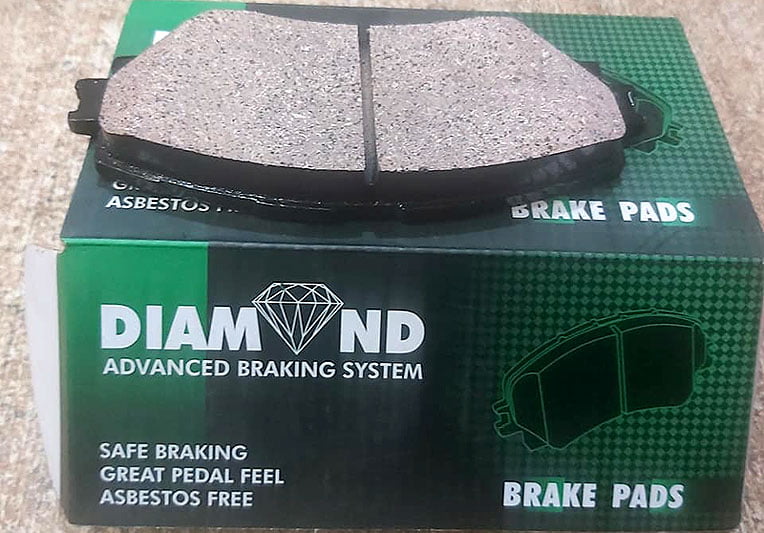 ASBESTOS
BRAKE PADS
DIAMOND
ADVANCED BRAKING SYSTEM
SAFE BRAKING
GREAT PEDAL FEEL
ASBESTOS FREE
BRAKE PADS